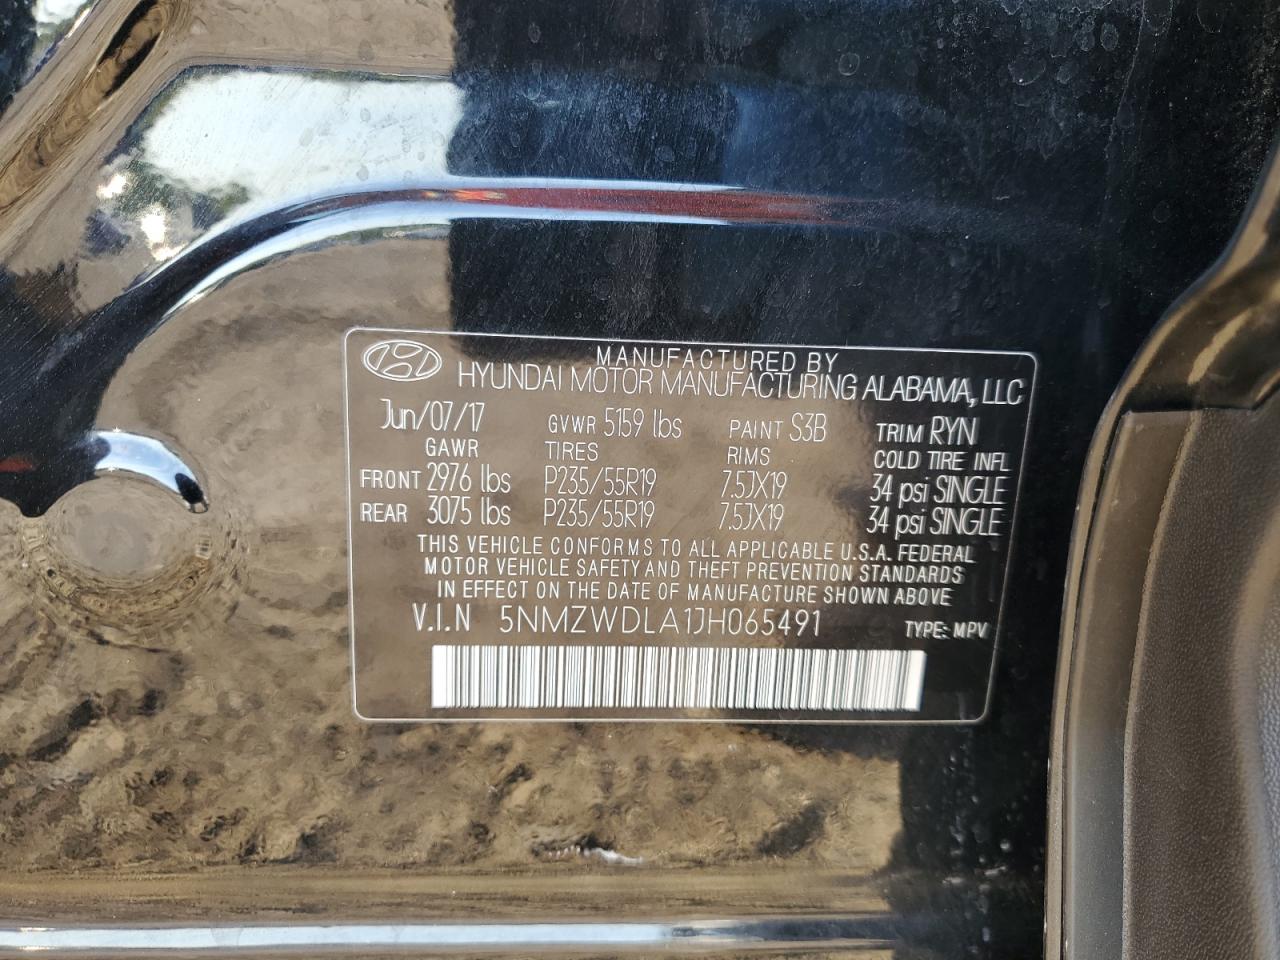 MANUFACTURED BY
HYUNDAI MOTOR MANUFACTURING ALABAMA, LLC
Jun/07/17 GVWR 5159 lbs PAINT S3B TRIM RYN
GAWR TIRES RIMS COLD TIRE INFL
FRONT 2976 lbs P235/55R19 7.5JX19 34 psi SINGLE
REAR 3075 lbs P235/55R19 7.5JX19 34 psi SINGLE
THIS VEHICLE CONFORMS TO ALL APPLICABLE U.S.A. FEDERAL
MOTOR VEHICLE SAFETY AND THEFT PREVENTION STANDARDS
IN EFFECT ON THE DATE OF MANUFACTURE SHOWN ABOVE
V.I.N 5NMZWDLA1JH065491 TYPE: MPV